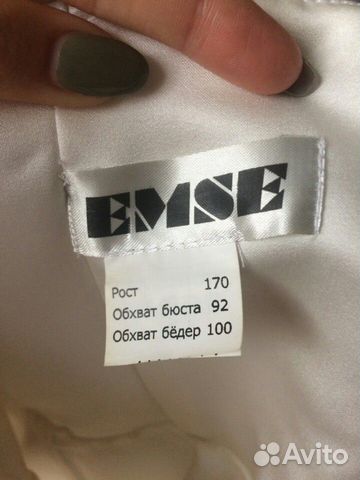 EMSE
Рост 170
Обхват бюста 92
Обхват бёдер 100
Avito